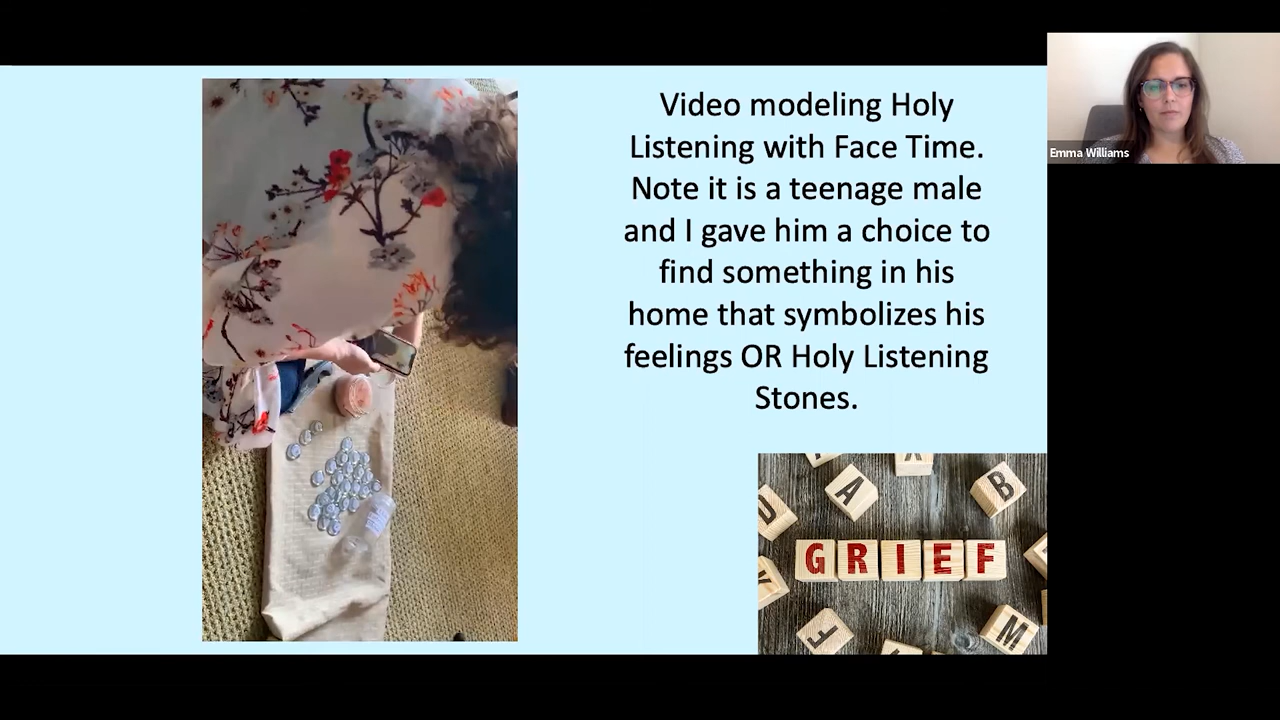 Video modeling Holy
Listening with Face Time.
Note it is a teenage male
and I gave him a choice to
find something in his
home that symbolizes his
feelings OR Holy Listening
Stones.
Emma Williams
A
B
GRIEF
F
M